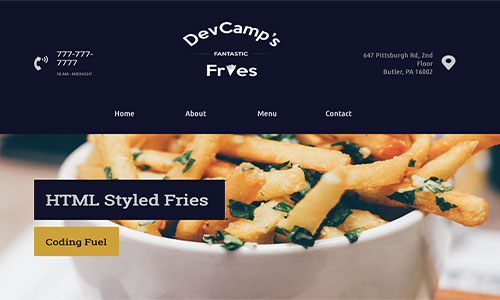 777-777-
7777
10 AM - MIDNIGHT
DevCamp's
FANTASTIC
Fries
647 Pittsburgh Rd, 2nd
Floor
Butler, PA 16002
Home About Menu Contact
HTML Styled Fries
Coding Fuel